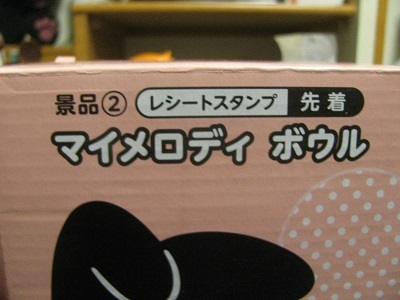 景品② レシートスタンプ 先着
マイメロディ ボウル